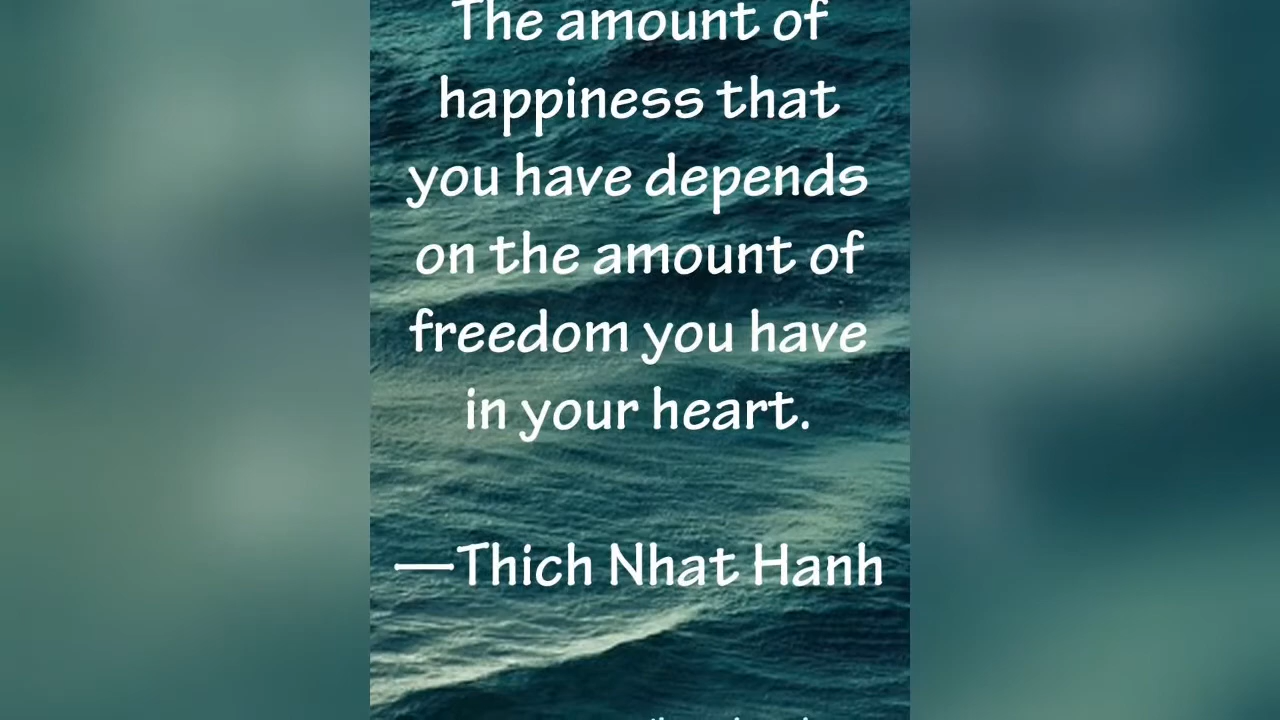 The amount of
happiness that
you have depends
on the amount of
freedom you have
in your heart.
—Thich Nhat Hanh